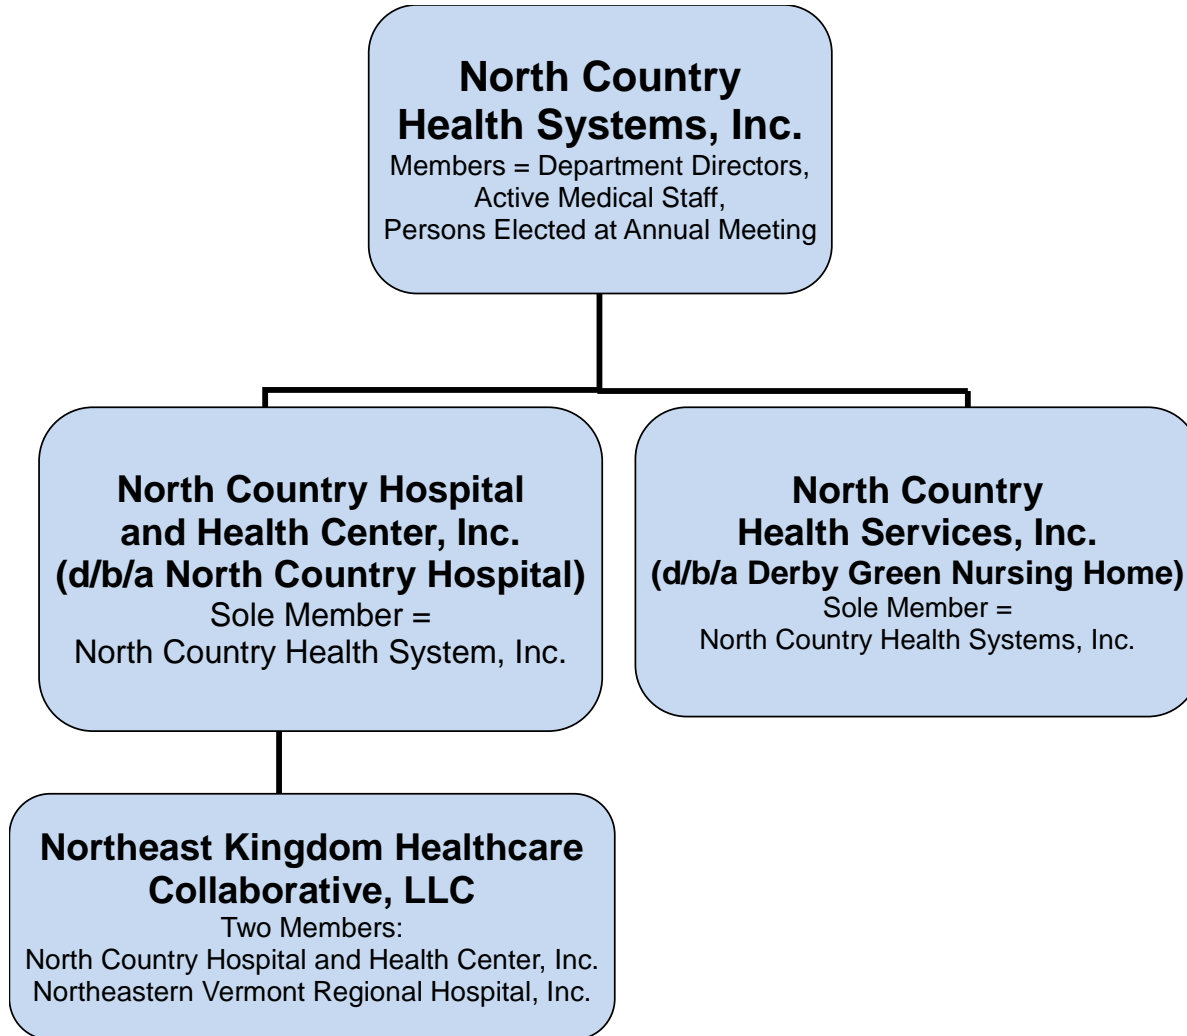 North Country
Health Systems, Inc.
Members = Department Directors,
Active Medical Staff,
Persons Elected at Annual Meeting
North Country Hospital
and Health Center, Inc.
(d/b/a North Country Hospital)
Sole Member =
North Country Health System, Inc.
North Country
Health Services, Inc.
(d/b/a Derby Green Nursing Home)
Sole Member =
North Country Health Systems, Inc.
Northeast Kingdom Healthcare
Collaborative, LLC
Two Members:
North Country Hospital and Health Center, Inc.
Northeastern Vermont Regional Hospital, Inc.